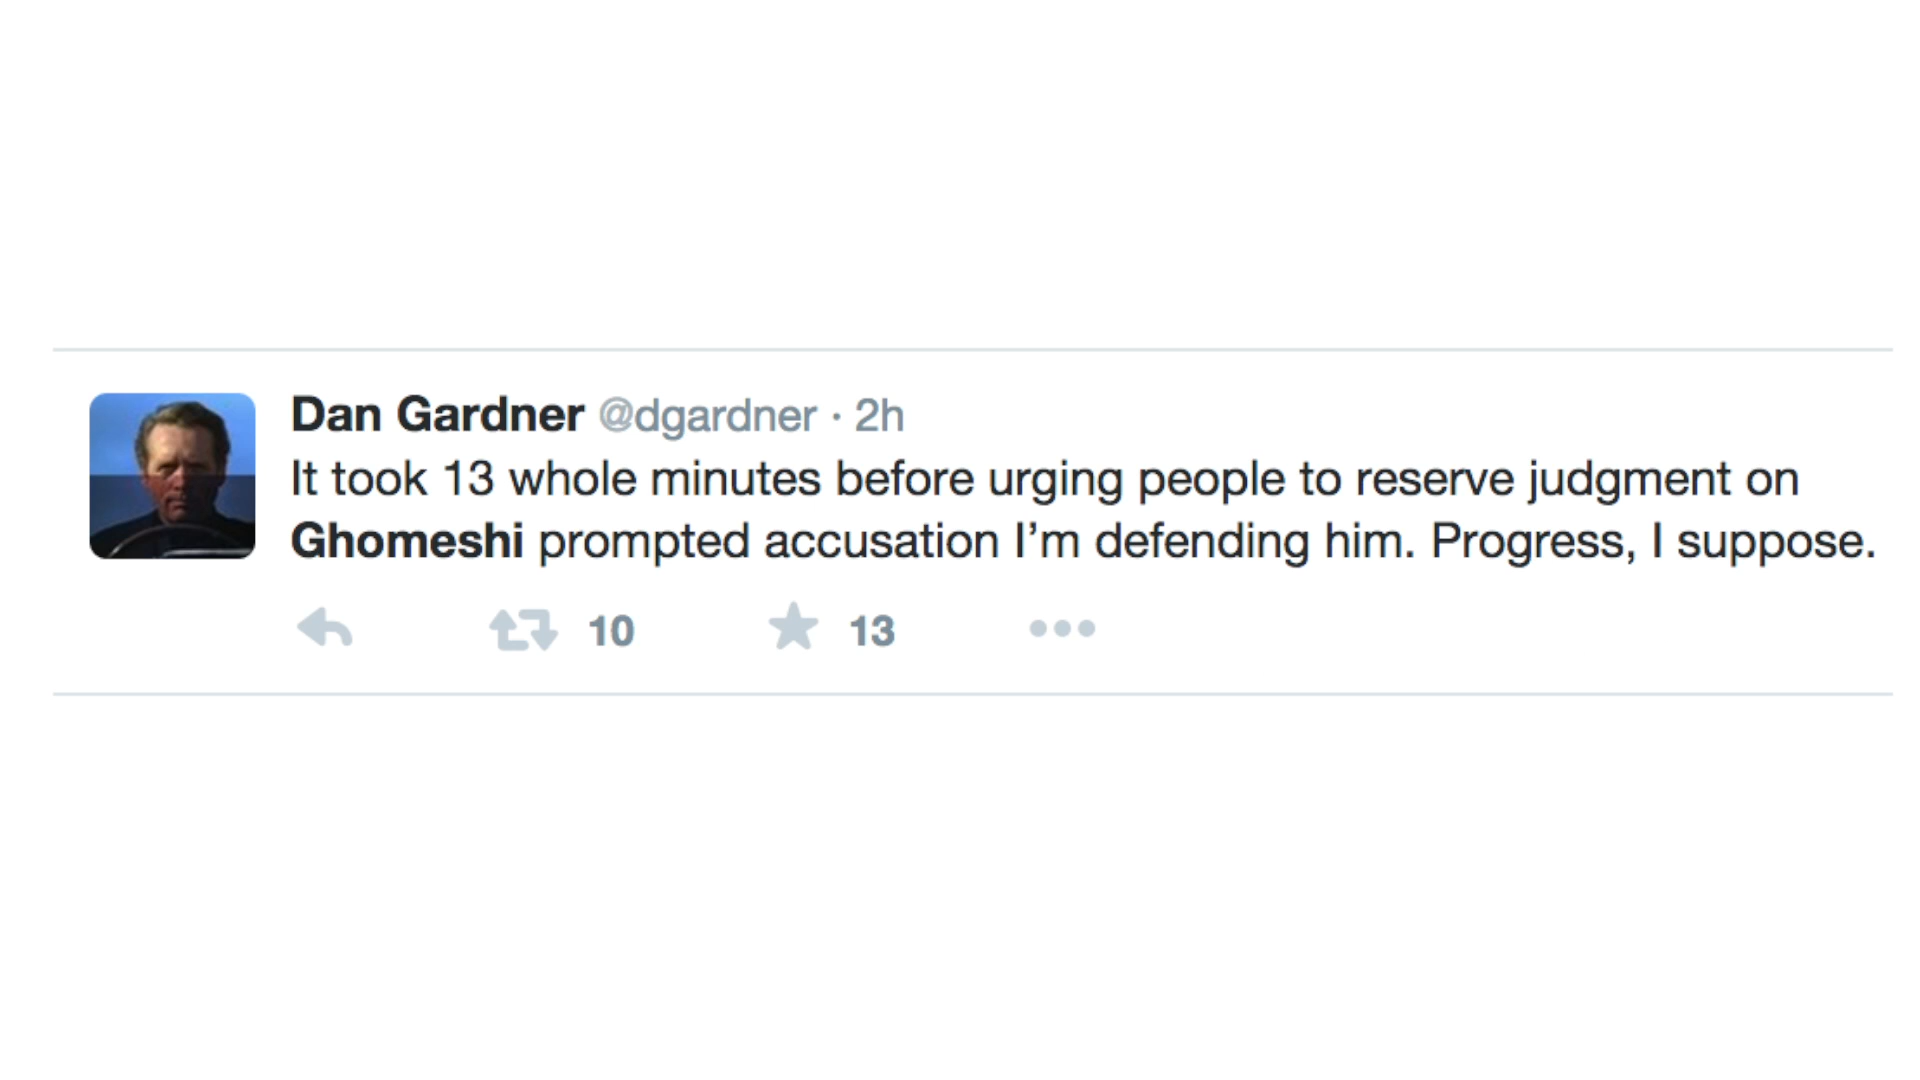 Dan Gardner @dgardner · 2h
It took 13 whole minutes before urging people to reserve judgment on
Ghomeshi prompted accusation I’m defending him. Progress, I suppose.
10 13